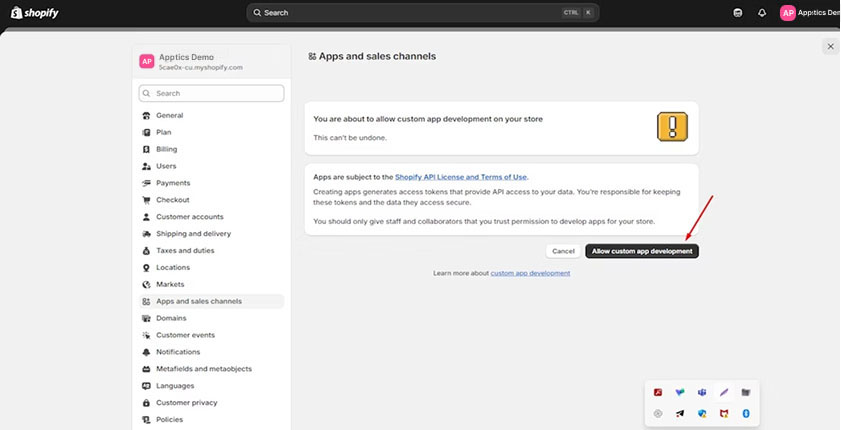 shopify
Search
CTRL K
AP Apptics Demo
AP
Apptics Demo
5cae0x-cu.myshopify.com
Search
General
Plan
Billing
Users
Payments
Checkout
Customer accounts
Shipping and delivery
Taxes and duties
Locations
Markets
Apps and sales channels
Domains
Customer events
Notifications
Metafields and metaobjects
Languages
Customer privacy
Policies
Apps and sales channels
You are about to allow custom app development on your store
This can't be undone.
Apps are subject to the Shopify API License and Terms of Use.
Creating apps generates access tokens that provide API access to your data. You're responsible for keeping
these tokens and the data they access secure.
You should only give staff and collaborators that you trust permission to develop apps for your store.
Cancel
Allow custom app development
Learn more about custom app development